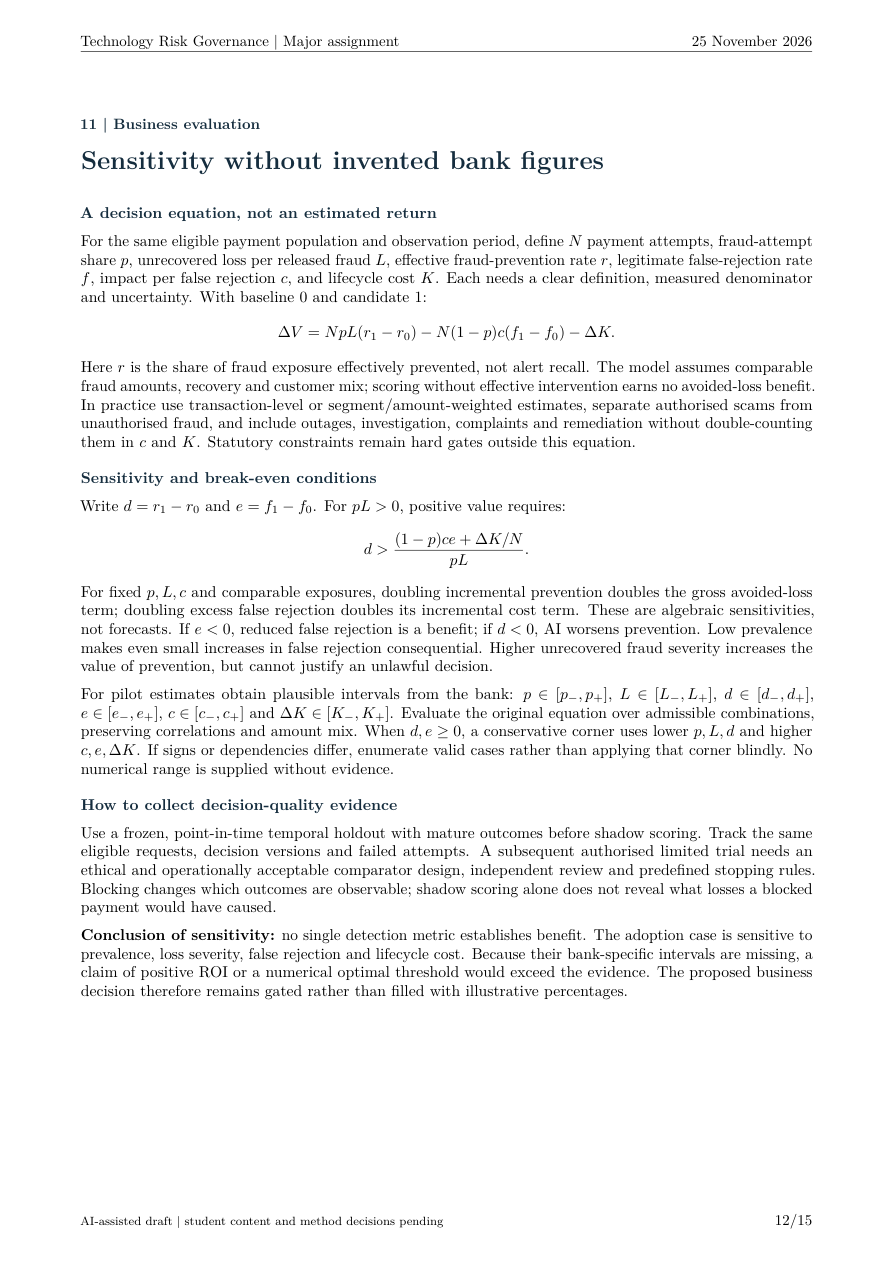 Technology Risk Governance | Major assignment 25 November 2026
11 | Business evaluation
Sensitivity without invented bank figures
A decision equation, not an estimated return
For the same eligible payment population and observation period, define N payment attempts, fraud-attempt
share p, unrecovered loss per released fraud L, effective fraud-prevention rate r, legitimate false-rejection rate
f, impact per false rejection c, and lifecycle cost K. Each needs a clear definition, measured denominator
and uncertainty. With baseline 0 and candidate 1:
ΔV = NpL(r₁ − r₀) − N(1 − p)c(f₁ − f₀) − ΔK.
Here r is the share of fraud exposure effectively prevented, not alert recall. The model assumes comparable
fraud amounts, recovery and customer mix; scoring without effective intervention earns no avoided-loss benefit.
In practice use transaction-level or segment/amount-weighted estimates, separate authorised scams from
unauthorised fraud, and include outages, investigation, complaints and remediation without double-counting
them in c and K. Statutory constraints remain hard gates outside this equation.
Sensitivity and break-even conditions
Write d = r₁ − r₀ and e = f₁ − f₀. For pL > 0, positive value requires:
d > (1 − p)ce + ΔK/N
pL .
For fixed p, L, c and comparable exposures, doubling incremental prevention doubles the gross avoided-loss
term; doubling excess false rejection doubles its incremental cost term. These are algebraic sensitivities,
not forecasts. If e < 0, reduced false rejection is a benefit; if d < 0, AI worsens prevention. Low prevalence
makes even small increases in false rejection consequential. Higher unrecovered fraud severity increases the
value of prevention, but cannot justify an unlawful decision.
For pilot estimates obtain plausible intervals from the bank: p ∈ [p₋, p₊], L ∈ [L₋, L₊], d ∈ [d₋, d₊],
e ∈ [e₋, e₊], c ∈ [c₋, c₊] and ΔK ∈ [K₋, K₊]. Evaluate the original equation over admissible combinations,
preserving correlations and amount mix. When d, e ≥ 0, a conservative corner uses lower p, L, d and higher
c, e, ΔK. If signs or dependencies differ, enumerate valid cases rather than applying that corner blindly. No
numerical range is supplied without evidence.
How to collect decision-quality evidence
Use a frozen, point-in-time temporal holdout with mature outcomes before shadow scoring. Track the same
eligible requests, decision versions and failed attempts. A subsequent authorised limited trial needs an
ethical and operationally acceptable comparator design, independent review and predefined stopping rules.
Blocking changes which outcomes are observable; shadow scoring alone does not reveal what losses a blocked
payment would have caused.
Conclusion of sensitivity: no single detection metric establishes benefit. The adoption case is sensitive to
prevalence, loss severity, false rejection and lifecycle cost. Because their bank-specific intervals are missing, a
claim of positive ROI or a numerical optimal threshold would exceed the evidence. The proposed business
decision therefore remains gated rather than filled with illustrative percentages.
AI-assisted draft | student content and method decisions pending 12/15